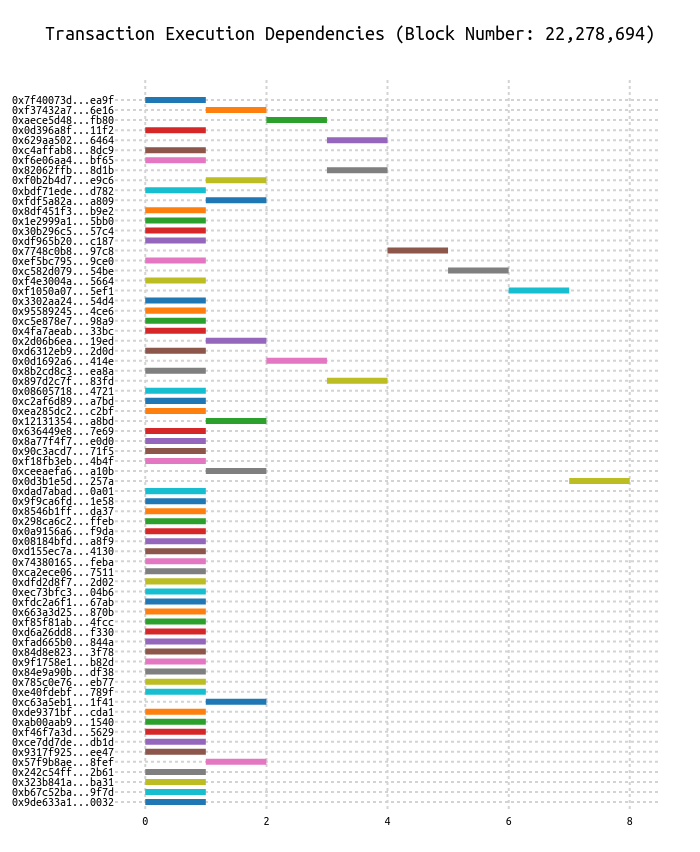 Transaction Execution Dependencies (Block Number: 22,278,694)
0x7f40073d...ea9f
0xf37432a7...6e16
0xaece5d48...fb80
0x0d396a8f...11f2
0x629aa502...6464
0xc4affab8...8dc9
0xf6e06aa4...bf65
0x82062ffb...8d1b
0xf0b2b4d7...e9c6
0xbdf71ede...d782
0xfdf5a82a...a809
0x8df451f3...b9e2
0x1e2999a1...5bb0
0x30b296c5...57c4
0xdf965b20...c187
0x7748c0b8...97c8
0xef5bc795...9ce0
0xc582d079...54be
0xf4e3004a...5664
0xf1050a07...5ef1
0x3302aa24...54d4
0x95589245...4ce6
0xc5e878e7...98a9
0x4fa7aeab...33bc
0x2d06b6ea...19ed
0xd6312eb9...2d0d
0x0d1692a6...414e
0x8b2cd8c3...ea8a
0x897d2c7f...83fd
0x08605718...4721
0xc2af6d89...a7bd
0xea285dc2...c2bf
0x12131354...a8bd
0x636449e8...7e69
0x8a77f4f7...e0d0
0x90c3acd7...71f5
0xf18fb3eb...4b4f
0xceeaefa6...a10b
0x0d3b1e5d...257a
0xdad7abad...0a01
0x9f9ca6fd...1e58
0x8546b1ff...da37
0x298ca6c2...ffeb
0x0a9156a6...f9da
0x08184bfd...a8f9
0xd155ec7a...4130
0x74380165...feba
0xca2ece06...7511
0xdfd2d8f7...2d02
0xec73bfc3...04b6
0xfdc2a6f1...67ab
0x663a3d25...870b
0xf85f81ab...4fcc
0xd6a26dd8...f330
0xfad665b0...844a
0x84d8e823...3f78
0x9f1758e1...b82d
0x84e9a90b...df38
0x785c0e76...eb77
0xe40fdebf...789f
0xc63a5eb1...1f41
0xde9371bf...cda1
0xab00aab9...1540
0xf46f7a3d...5629
0xce7dd7de...db1d
0x9317f925...ee47
0x57f9b8ae...8fef
0x242c54ff...2b61
0x323b841a...ba31
0xb67c52ba...9f7d
0x9de633a1...0032
0 2 4 6 8